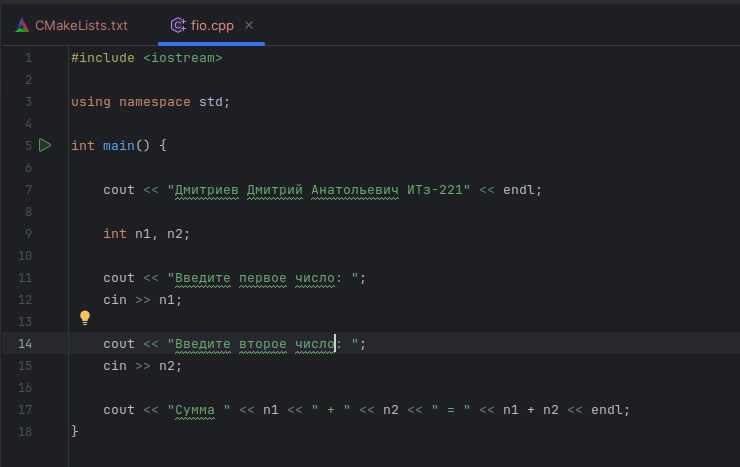 CMakeLists.txt fio.cpp
1 #include <iostream>
2
3 using namespace std;
4
5 int main() {
6
7 cout << "Дмитриев Дмитрий Анатольевич ИТз-221" << endl;
8
9 int n1, n2;
10
11 cout << "Введите первое число: ";
12 cin >> n1;
13
14 cout << "Введите второе число: ";
15 cin >> n2;
16
17 cout << "Сумма " << n1 << " + " << n2 << " = " << n1 + n2 << endl;
18 }